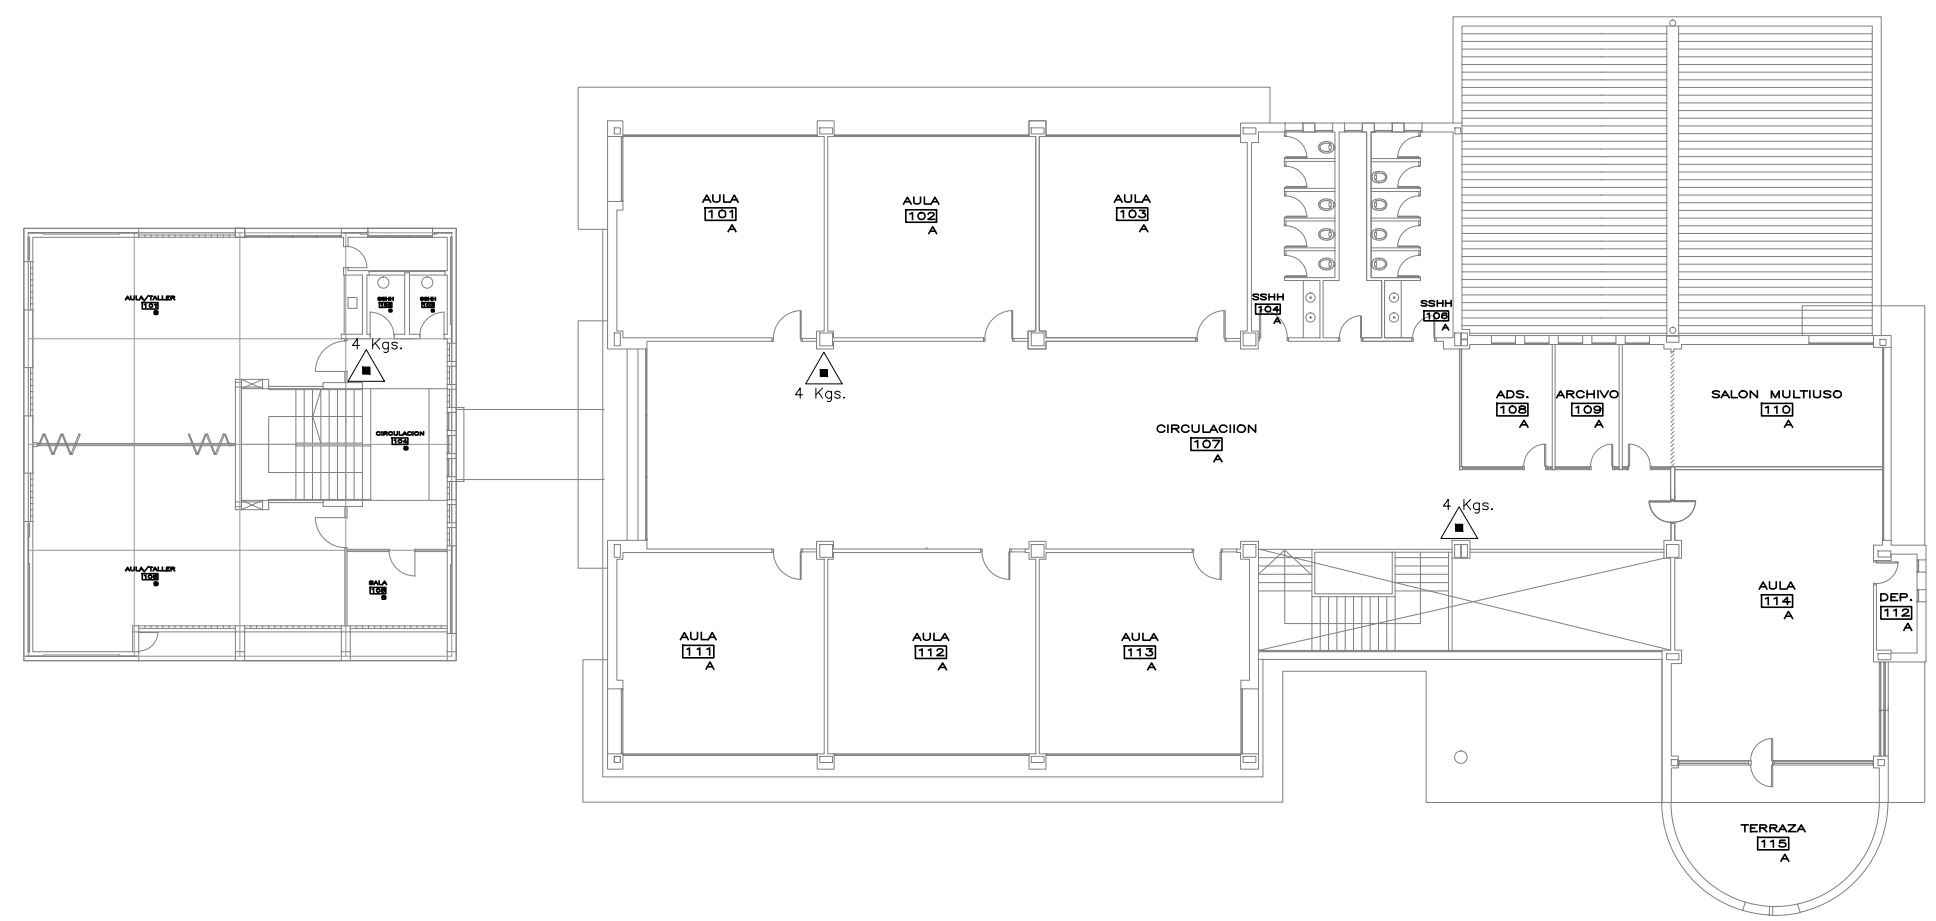 AULA
101
A
AULA
102
A
AULA
103
A
SSHH
104
A
SSHH
106
A
AULA/TALLER
101
B
SSHH
B
SSHH
103
B
4 Kgs.
4 Kgs.
CIRCULACION
104
B
CIRCULACIION
107
A
ADS.
108
A
ARCHIVO
109
A
SALON MULTIUSO
110
A
4 Kgs.
AULA/TALLER
B
SALA
B
AULA
111
A
AULA
112
A
AULA
113
A
AULA
114
A
DEP.
112
A
TERRAZA
115
A